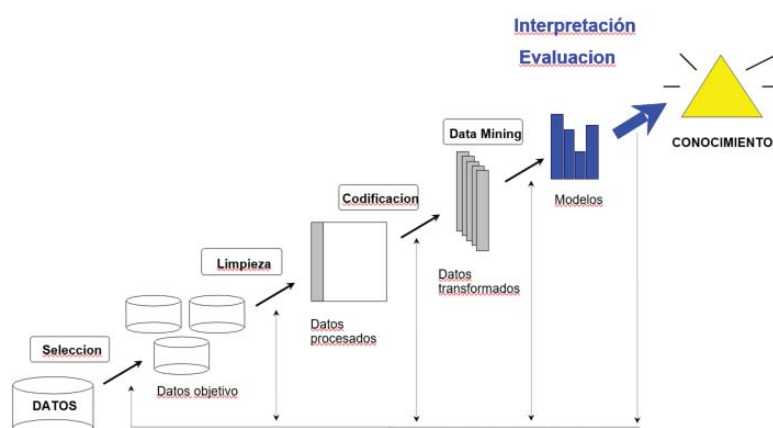 Interpretación
Evaluacion
CONOCIMIENTO
Data Mining
Modelos
Codificacion
Datos
transformados
Limpieza
Datos
procesados
Seleccion
Datos objetivo
DATOS